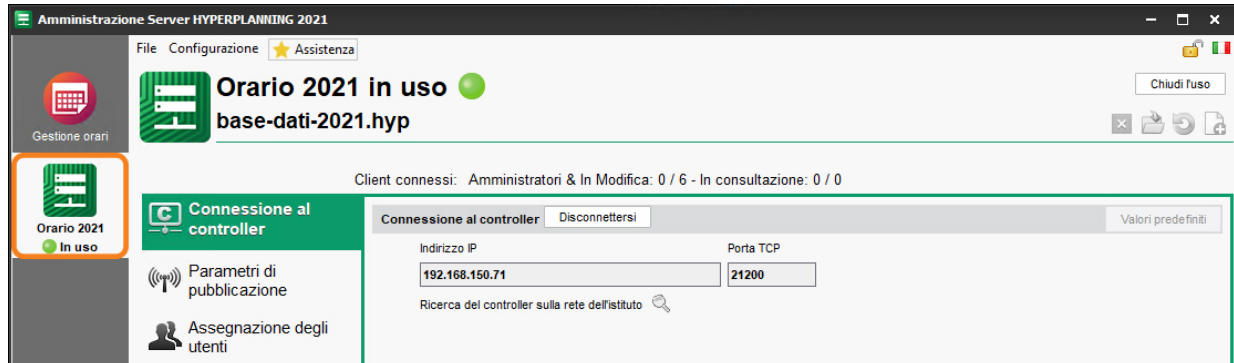 Amministrazione Server HYPERPLANNING 2021
File Configurazione Assistenza
Gestione orari
Orario 2021 in uso
base-dati-2021.hyp
Chiudi l'uso
Client connessi: Amministratori & In Modifica: 0 / 6 - In consultazione: 0 / 0
Orario 2021
In uso
C
Connessione al
controller
Parametri di
pubblicazione
Assegnazione degli
utenti
Connessione al controller Disconnettersi Valori predefiniti
Indirizzo IP Porta TCP
192.168.150.71 21200
Ricerca del controller sulla rete dell'istituto